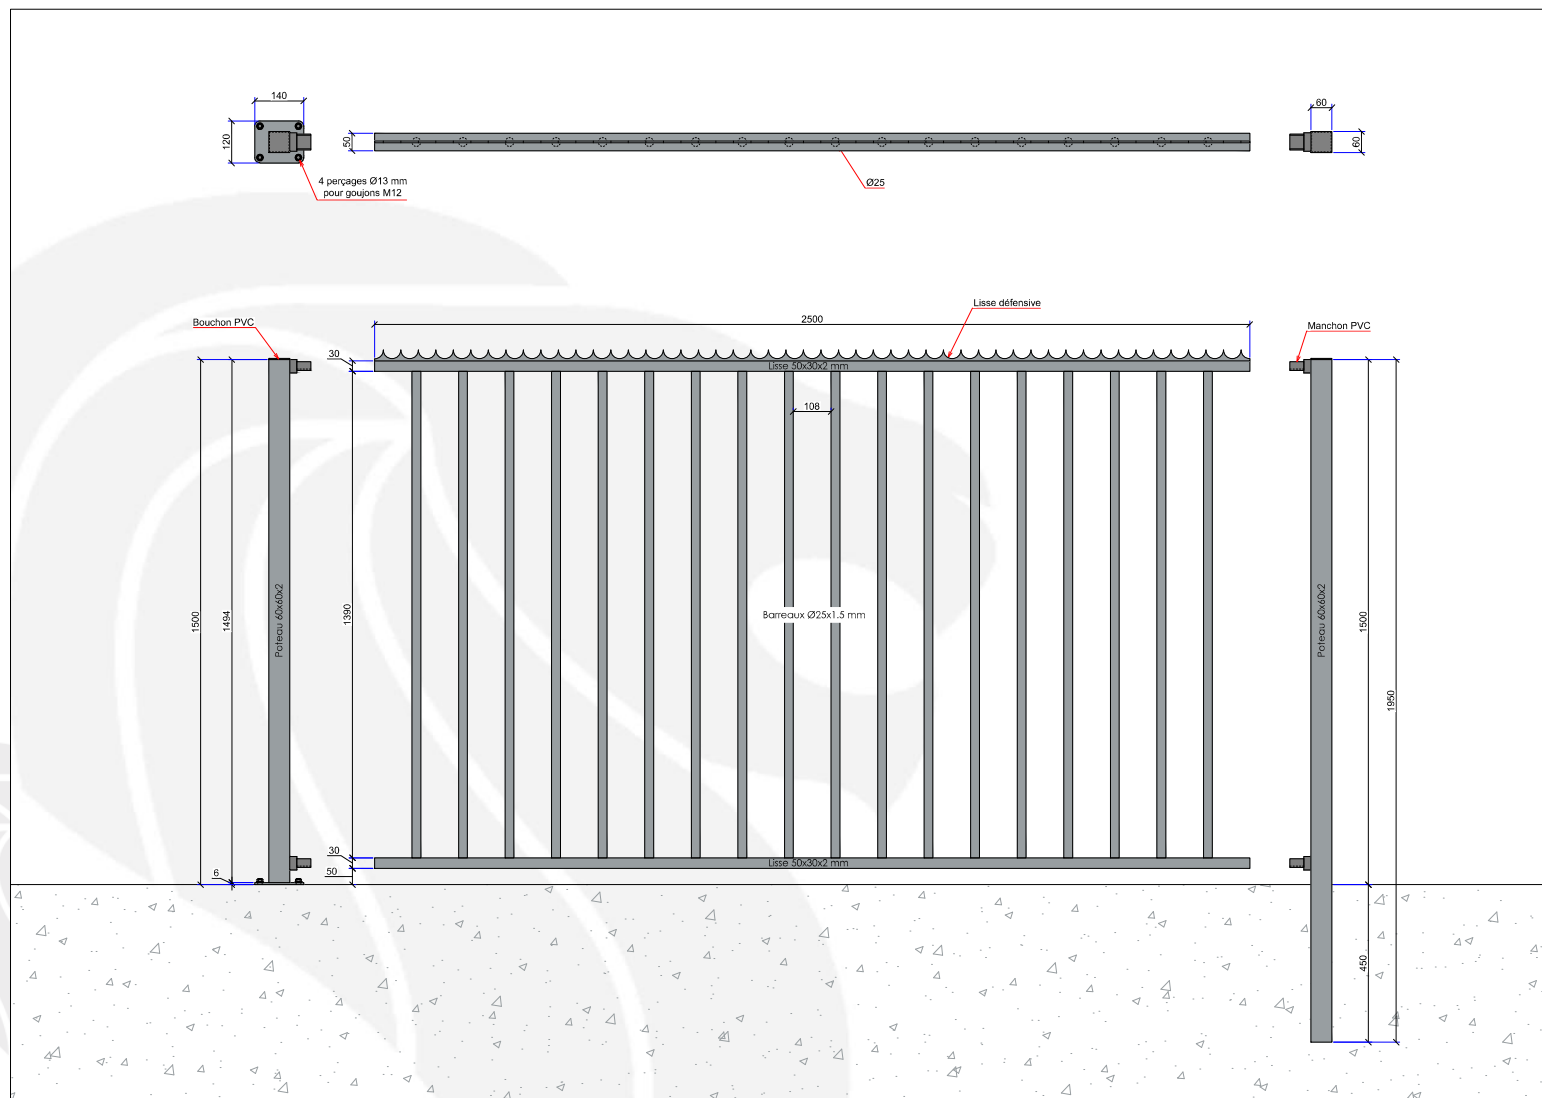 140
120
4 perçages Ø13 mm
pour goujons M12
50
Ø25
60
60
Bouchon PVC
Lisse défensive
2500
Manchon PVC
30
Lisse 50x30x2 mm
108
1500
1494
Poteau 60x60x2
1390
Barreaux Ø25x1.5 mm
Poteau 60x60x2
1500
1950
30
Lisse 50x30x2 mm
6
50
450